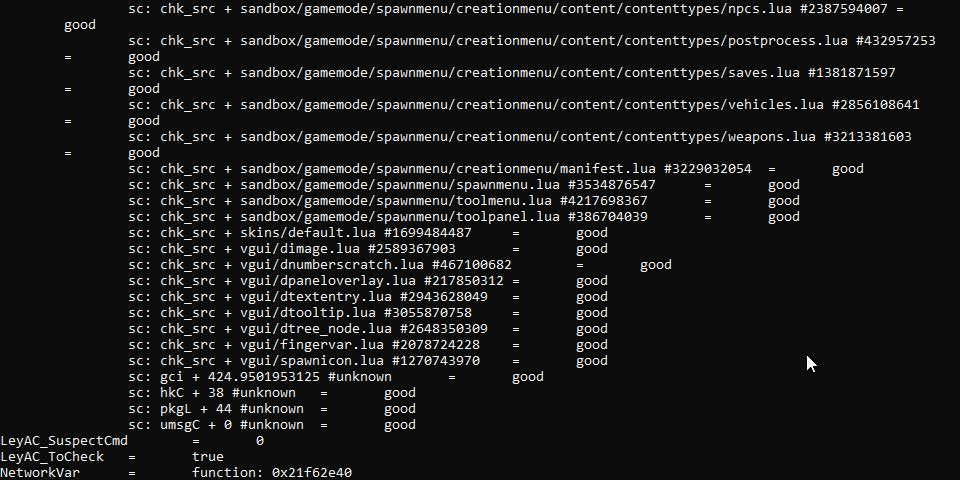 sc: chk_src + sandbox/gamemode/spawnmenu/creationmenu/content/contenttypes/npcs.lua #2387594007 =
good
sc: chk_src + sandbox/gamemode/spawnmenu/creationmenu/content/contenttypes/postprocess.lua #432957253
= good
sc: chk_src + sandbox/gamemode/spawnmenu/creationmenu/content/contenttypes/saves.lua #1381871597
= good
sc: chk_src + sandbox/gamemode/spawnmenu/creationmenu/content/contenttypes/vehicles.lua #2856108641
= good
sc: chk_src + sandbox/gamemode/spawnmenu/creationmenu/content/contenttypes/weapons.lua #3213381603
= good
sc: chk_src + sandbox/gamemode/spawnmenu/creationmenu/manifest.lua #3229032054 = good
sc: chk_src + sandbox/gamemode/spawnmenu/spawnmenu.lua #3534876547 = good
sc: chk_src + sandbox/gamemode/spawnmenu/toolmenu.lua #4217698367 = good
sc: chk_src + sandbox/gamemode/spawnmenu/toolpanel.lua #386704039 = good
sc: chk_src + skins/default.lua #1699484487 = good
sc: chk_src + vgui/dimage.lua #2589367903 = good
sc: chk_src + vgui/dnumberscratch.lua #467100682 = good
sc: chk_src + vgui/dpaneloverlay.lua #217850312 = good
sc: chk_src + vgui/dtextentry.lua #2943628049 = good
sc: chk_src + vgui/dtooltip.lua #3055870758 = good
sc: chk_src + vgui/dtree_node.lua #2648350309 = good
sc: chk_src + vgui/fingervar.lua #2078724228 = good
sc: chk_src + vgui/spawnicon.lua #1270743970 = good
sc: gci + 424.9501953125 #unknown = good
sc: hkC + 38 #unknown = good
sc: pkgL + 44 #unknown = good
sc: umsgC + 0 #unknown = good
LeyAC_SuspectCmd = 0
LeyAC_ToCheck = true
NetworkVar = function: 0x21f62e40